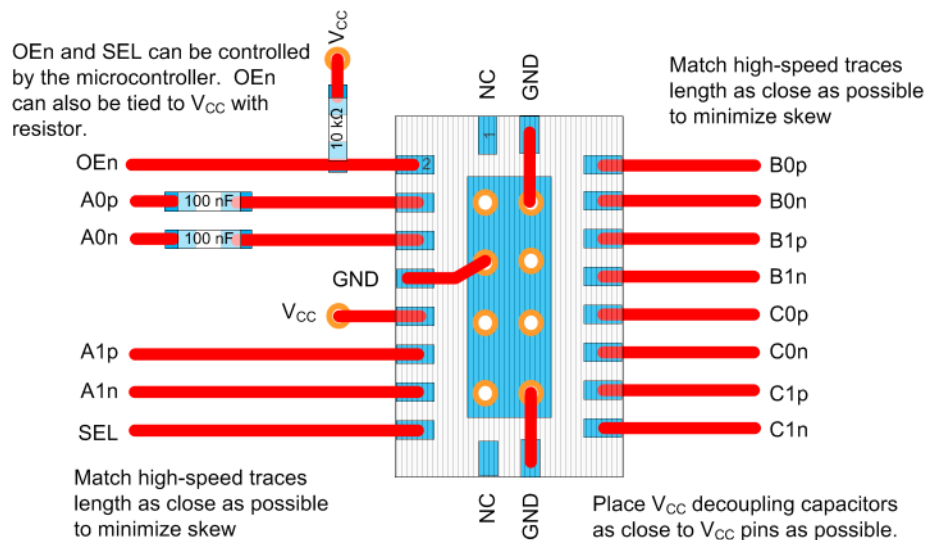 OEn and SEL can be controlled
by the microcontroller. OEn
can also be tied to VCC with
resistor.
VCC
10 kΩ
NC
GND
Match high-speed traces
length as close as possible
to minimize skew
1
2
OEn
A0p
100 nF
A0n
100 nF
GND
VCC
A1p
A1n
SEL
B0p
B0n
B1p
B1n
C0p
C0n
C1p
C1n
Match high-speed traces
length as close as possible
to minimize skew
NC
GND
Place VCC decoupling capacitors
as close to VCC pins as possible.